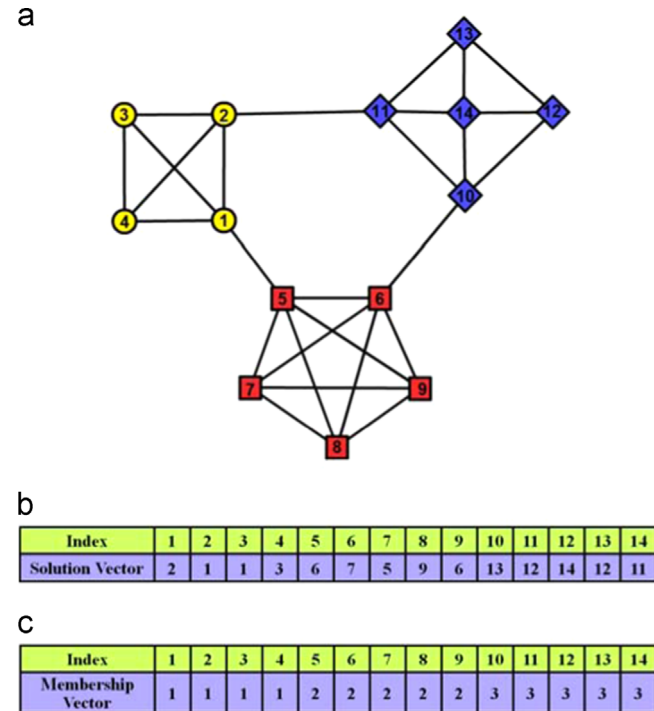 a
13
3 2 11 14 12
10
4 1
5 6
7 9
8
b
Index 1 2 3 4 5 6 7 8 9 10 11 12 13 14
Solution Vector 2 1 1 3 6 7 5 9 6 13 12 14 12 11
c
Index 1 2 3 4 5 6 7 8 9 10 11 12 13 14
Membership
Vector 1 1 1 1 2 2 2 2 2 3 3 3 3 3